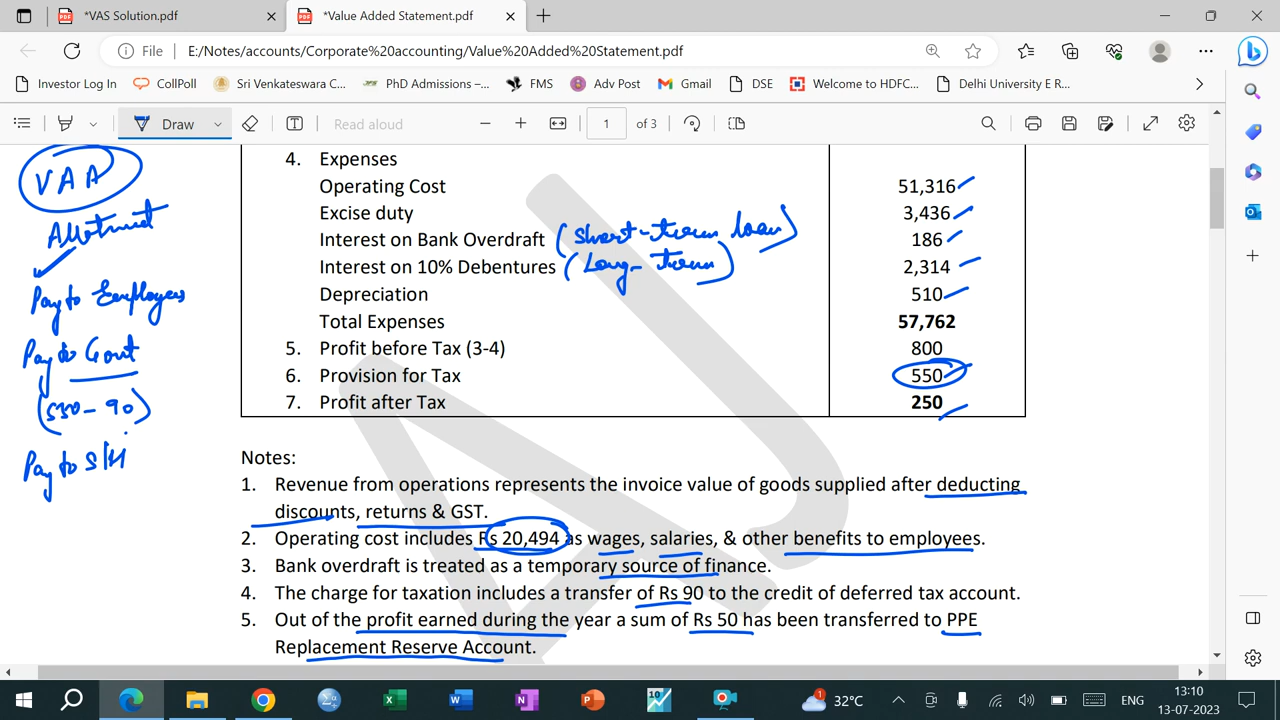 *VAS Solution.pdf
*Value Added Statement.pdf
File
E:/Notes/accounts/Corporate%20accounting/Value%20Added%20Statement.pdf
Investor Log In
CollPoll
Sri Venkateswara C...
PhD Admissions –...
FMS
Adv Post
Gmail
DSE
Welcome to HDFC...
Delhi University E R...
Draw
Read aloud
1
of 3
VAA
Allotment
Pay to Employees
Pay to Govt
(550-90)
Pay to S/H
4. Expenses
Operating Cost 51,316
Excise duty 3,436
Interest on Bank Overdraft (Short-term loan) 186
Interest on 10% Debentures (Long-term) 2,314
Depreciation 510
Total Expenses 57,762
5. Profit before Tax (3-4) 800
6. Provision for Tax 550
7. Profit after Tax 250
Notes:
1. Revenue from operations represents the invoice value of goods supplied after deducting
discounts, returns & GST.
2. Operating cost includes Rs 20,494 as wages, salaries, & other benefits to employees.
3. Bank overdraft is treated as a temporary source of finance.
4. The charge for taxation includes a transfer of Rs 90 to the credit of deferred tax account.
5. Out of the profit earned during the year a sum of Rs 50 has been transferred to PPE
Replacement Reserve Account.
AJ
1
32°C
ENG
13:10
13-07-2023